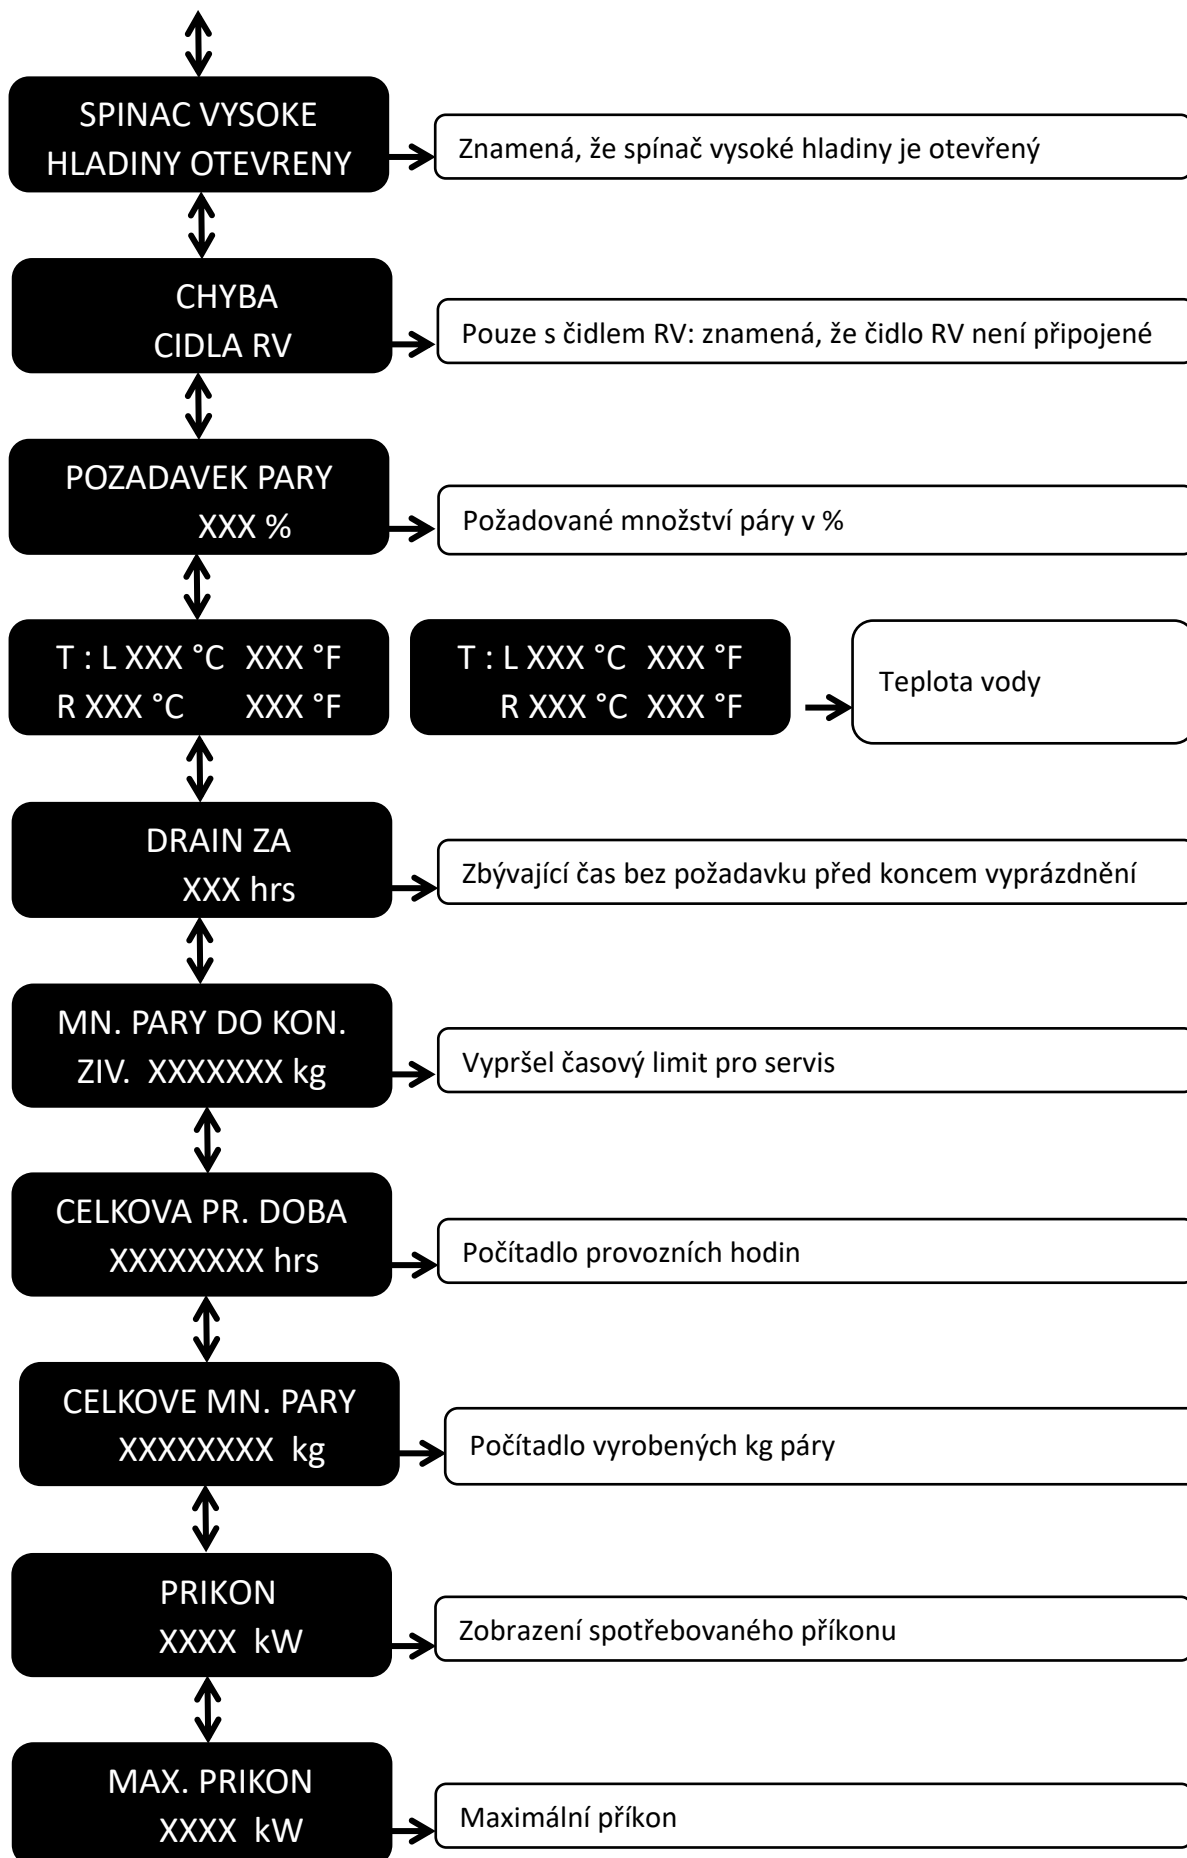 SPINAC VYSOKE
HLADINY OTEVRENY
Znamená, že spínač vysoké hladiny je otevřený
CHYBA
CIDLA RV
Pouze s čidlem RV: znamená, že čidlo RV není připojené
POZADAVEK PARY
XXX %
Požadované množství páry v %
T : L XXX °C XXX °F
R XXX °C XXX °F
T : L XXX °C XXX °F
R XXX °C XXX °F
Teplota vody
DRAIN ZA
XXX hrs
Zbývající čas bez požadavku před koncem vyprázdnění
MN. PARY DO KON.
ZIV. XXXXXXX kg
Vypršel časový limit pro servis
CELKOVA PR. DOBA
XXXXXXXX hrs
Počítadlo provozních hodin
CELKOVE MN. PARY
XXXXXXXX kg
Počítadlo vyrobených kg páry
PRIKON
XXXX kW
Zobrazení spotřebovaného příkonu
MAX. PRIKON
XXXX kW
Maximální příkon